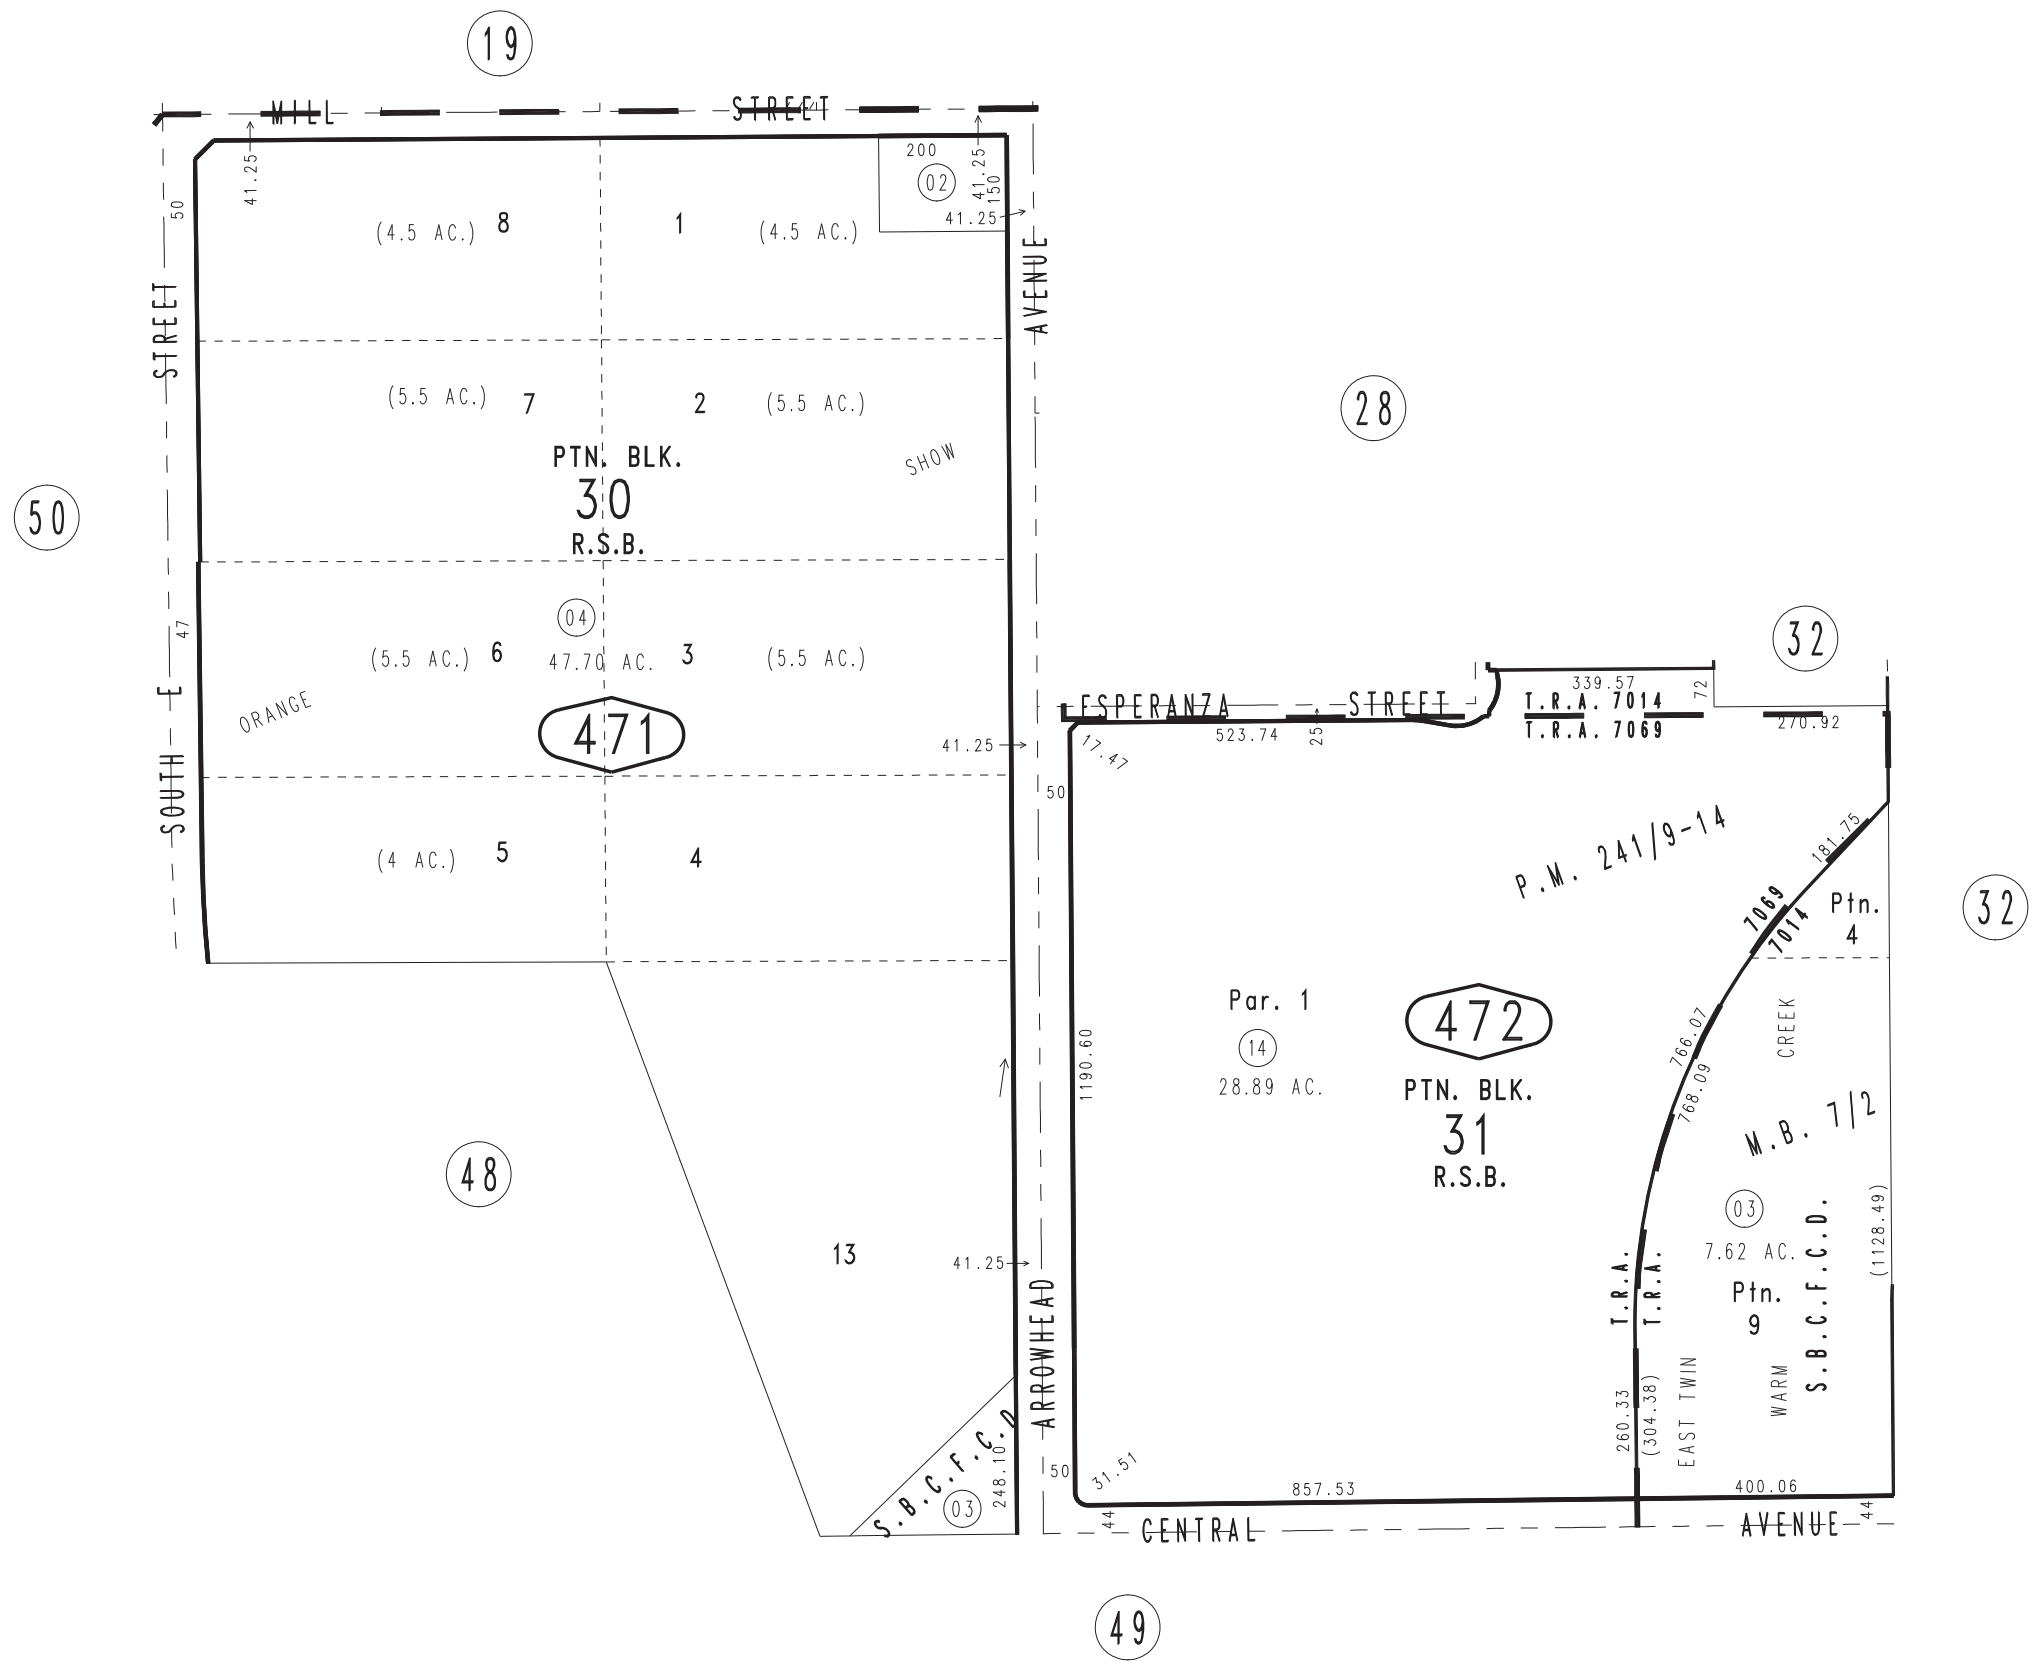 19
MILL STREET
41.25
200
02
41.25
150
41.25
50
(4.5 AC.) 8
1 (4.5 AC.)
STREET
AVENUE
(5.5 AC.) 7
2 (5.5 AC.)
28
PTN. BLK.
30
R.S.B.
SHOW
50
04
47
(5.5 AC.) 6
47.70 AC.
3 (5.5 AC.)
32
ORANGE
471
SOUTH E
ESPERANZA STREET
339.57
72
T.R.A. 7014
T.R.A. 7069
270.92
523.74
25
17.47
41.25
50
(4 AC.) 5
4
P.M. 241/9-14
181.75
7069
7014
Ptn.
4
32
Par. 1
14
28.89 AC.
472
PTN. BLK.
31
R.S.B.
1190.60
766.07
768.09
CREEK
M.B. 7/2
48
13
41.25
03
7.62 AC.
Ptn.
9
(1128.49)
S.B.C.F.C.D.
T.R.A.
T.R.A.
ARROWHEAD
260.33
(304.38)
EAST TWIN
WARM
S.B.C.F.C.D
248.10
03
50
31.51
857.53
400.06
44
44
CENTRAL AVENUE
49